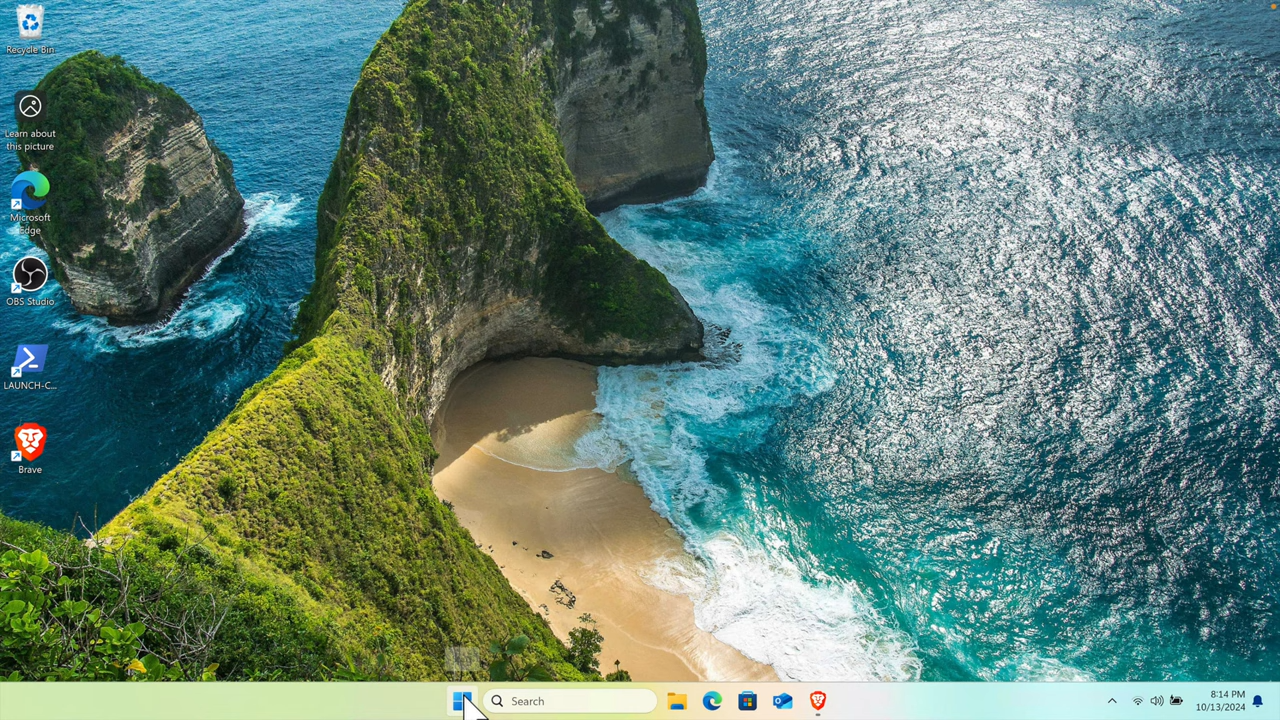 Recycle Bin
Learn about
this picture
Microsoft
Edge
OBS Studio
LAUNCH-C...
Brave
Search
8:14 PM
10/13/2024